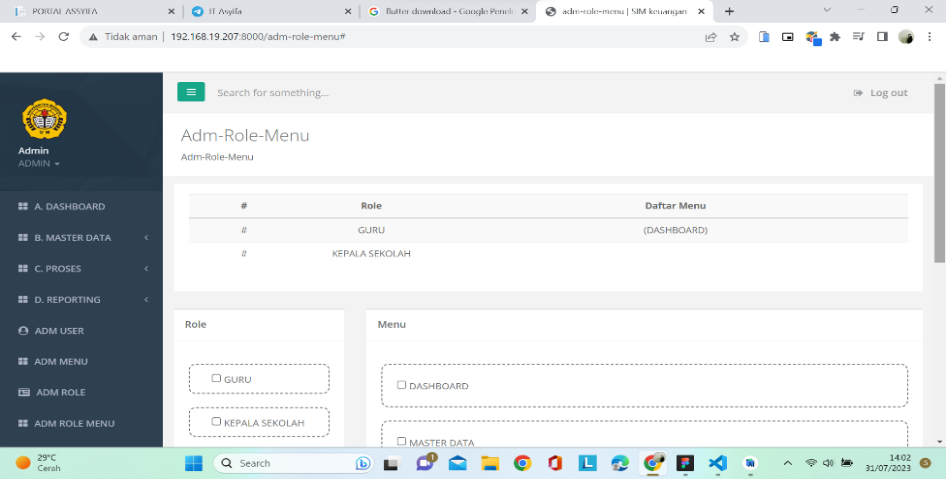 PORTAL ASSYIFA
IT Asyifa
flutter download - Google Penel
adm-role-menu | SIM keuangan
Tidak aman | 192.168.19.207:8000/adm-role-menu#
Search for something...
Log out
Admin
ADMIN
Adm-Role-Menu
Adm-Role-Menu
A. DASHBOARD
B. MASTER DATA
C. PROSES
D. REPORTING
ADM USER
ADM MENU
ADM ROLE
ADM ROLE MENU
# Role Daftar Menu
# GURU (DASHBOARD)
# KEPALA SEKOLAH
Role
GURU
KEPALA SEKOLAH
Menu
DASHBOARD
MASTER DATA
29°C
Cerah
Search
14:02
31/07/2023